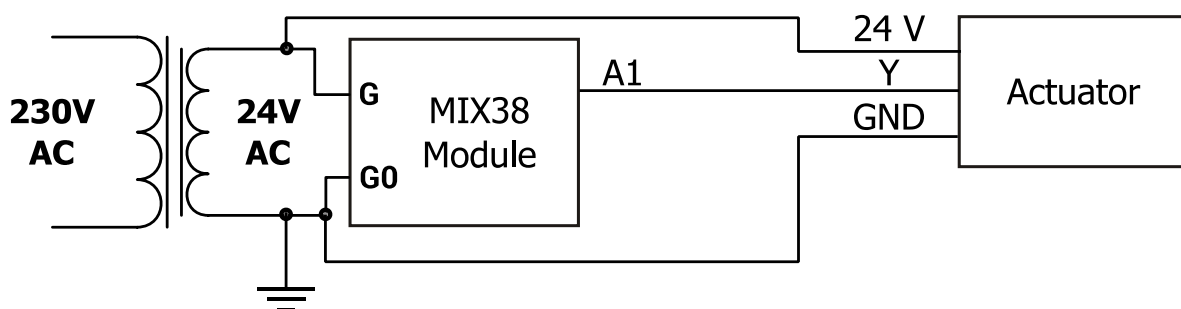 230V
AC
24V
AC
G
G0
MIX38
Module
A1
24 V
Y
GND
Actuator